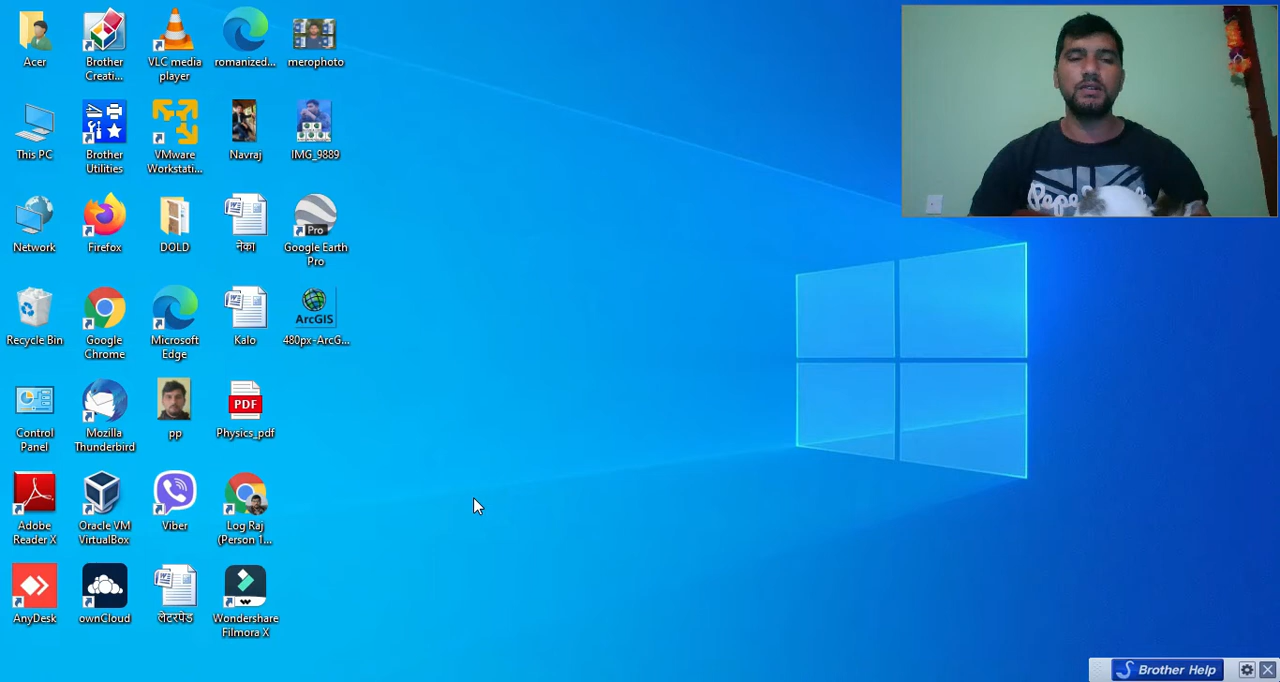 Acer
Brother
Creati...
VLC media
player
romanized...
merophoto
This PC
Brother
Utilities
VMware
Workstati...
Navraj
IMG_9889
Network
Firefox
DOLD
नेका
Pro
Google Earth
Pro
Recycle Bin
Google
Chrome
Microsoft
Edge
Kalo
ArcGIS
480px-ArcG...
Control
Panel
Mozilla
Thunderbird
pp
PDF
Physics_pdf
Adobe
Reader X
Oracle VM
VirtualBox
Viber
Log Raj
(Person 1...
AnyDesk
ownCloud
लेटरपेड
Wondershare
Filmora X
Brother Help